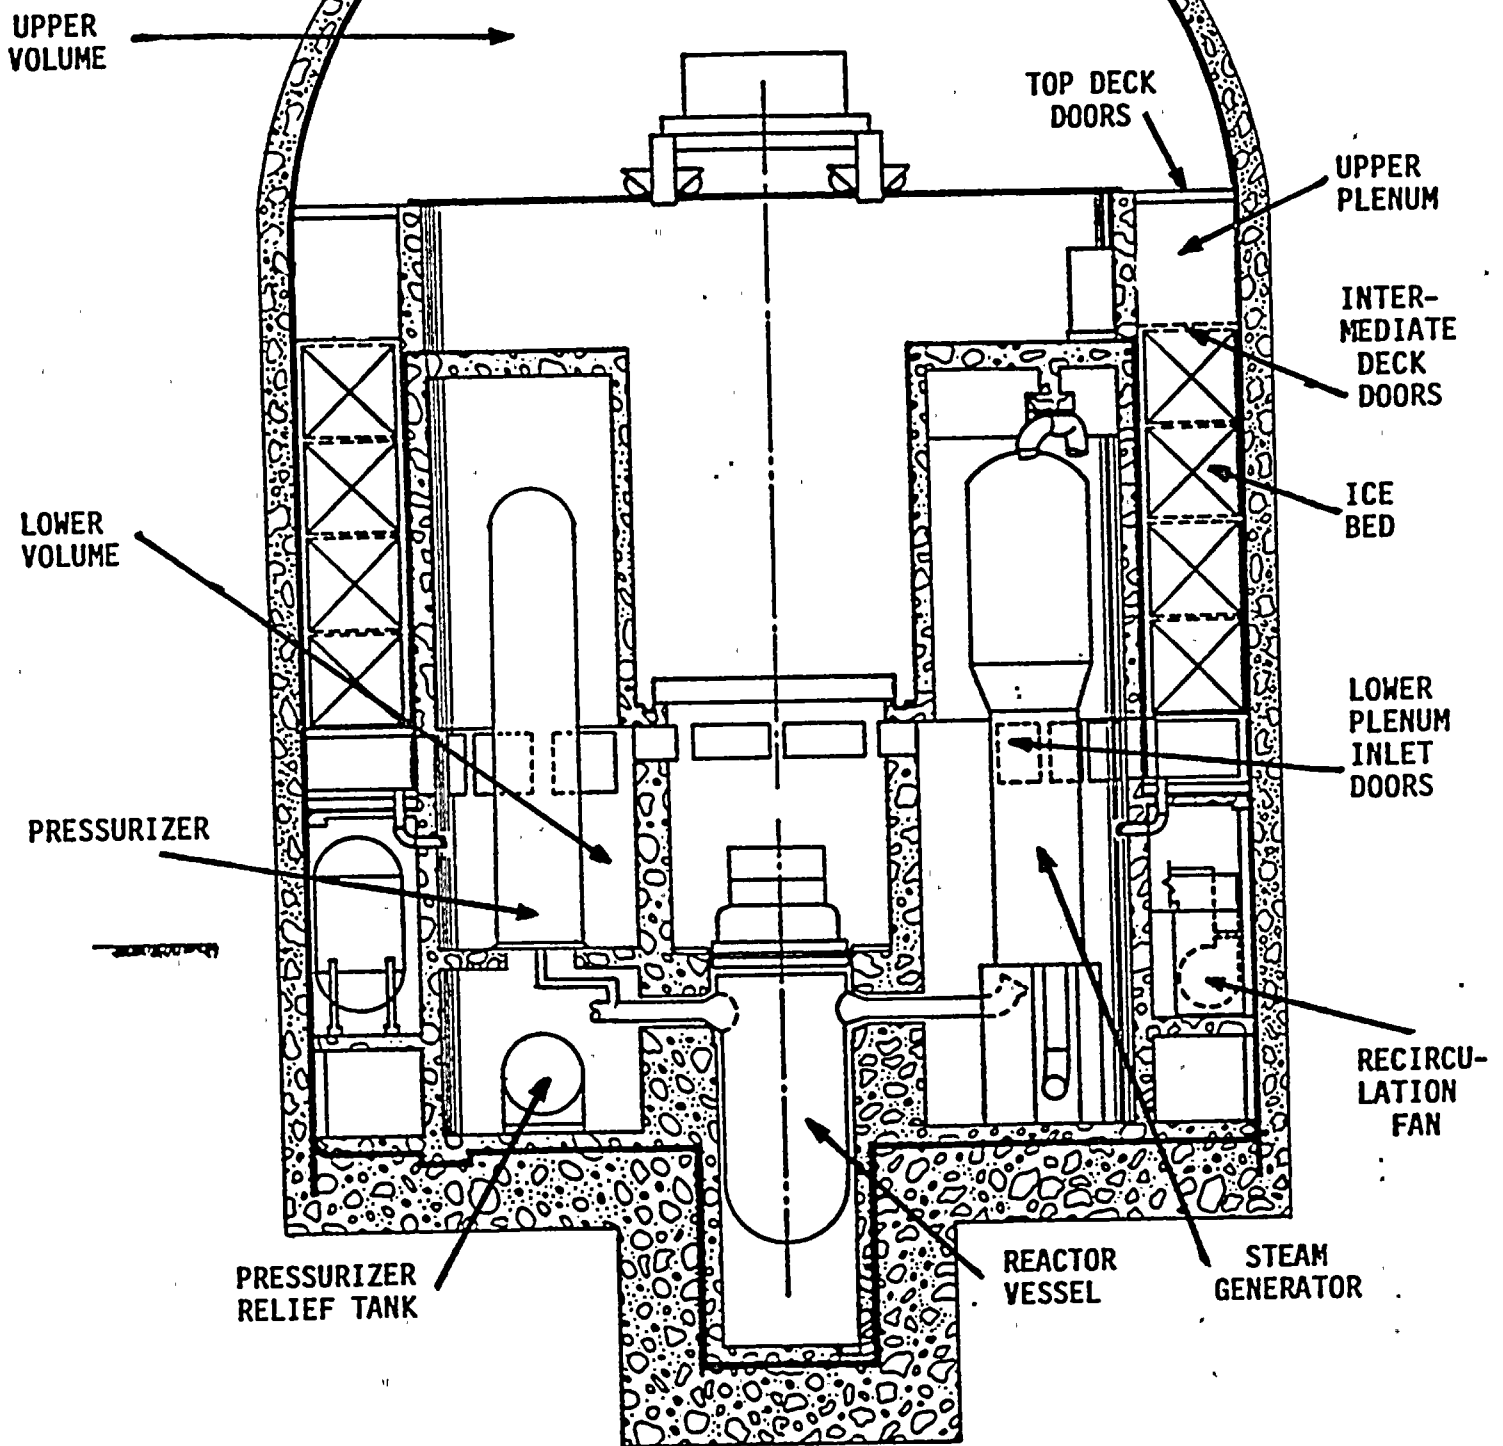 UPPER
VOLUME
TOP DECK
DOORS
UPPER
PLENUM
INTER-
MEDIATE
DECK
DOORS
ICE
BED
LOWER
VOLUME
LOWER
PLENUM
INLET
DOORS
PRESSURIZER
RECIRCU-
LATION
FAN
PRESSURIZER
RELIEF TANK
REACTOR
VESSEL
STEAM
GENERATOR